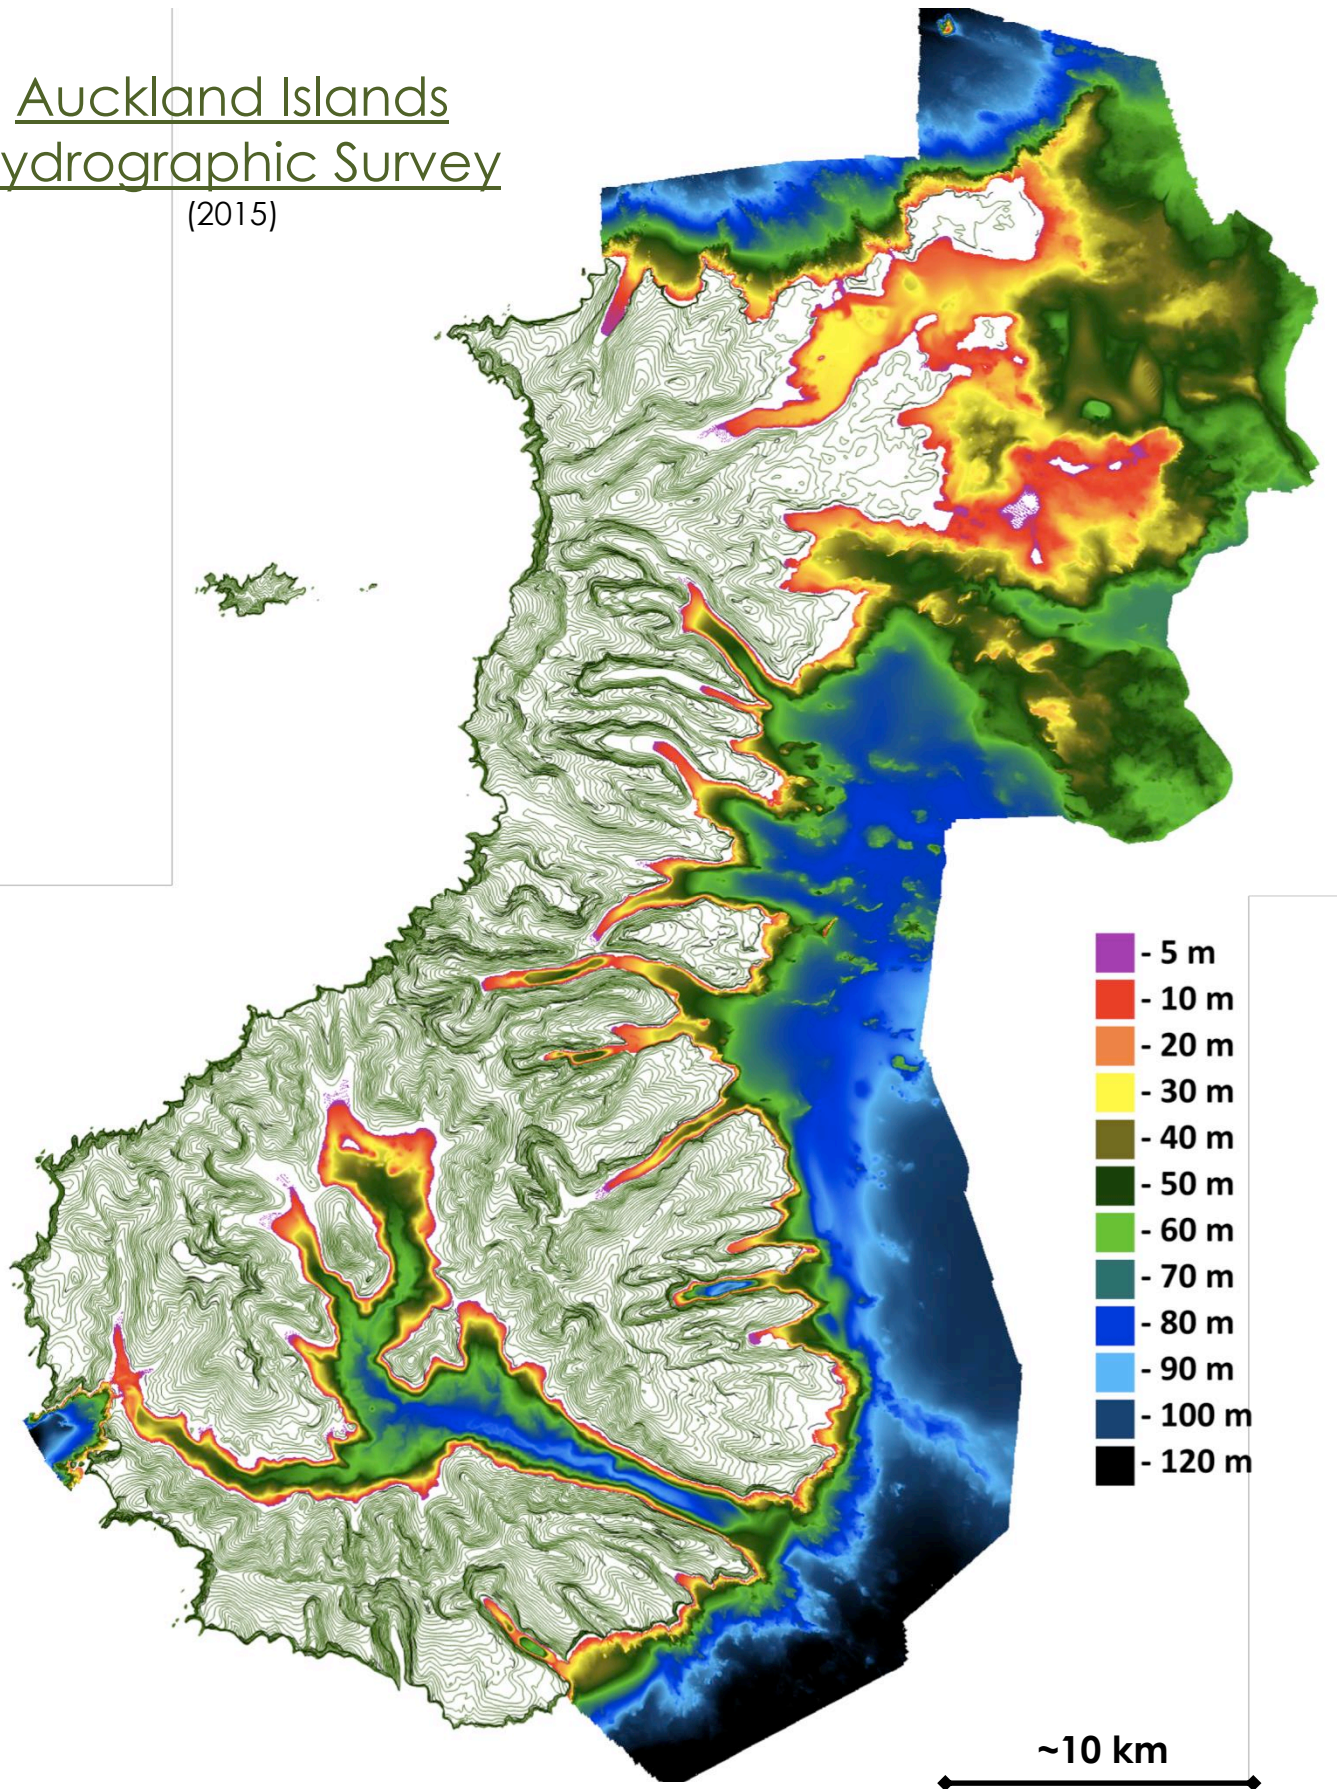 Auckland Islands
ydrographic Survey
(2015)
- 5 m
- 10 m
- 20 m
- 30 m
- 40 m
- 50 m
- 60 m
- 70 m
- 80 m
- 90 m
- 100 m
- 120 m
~10 km